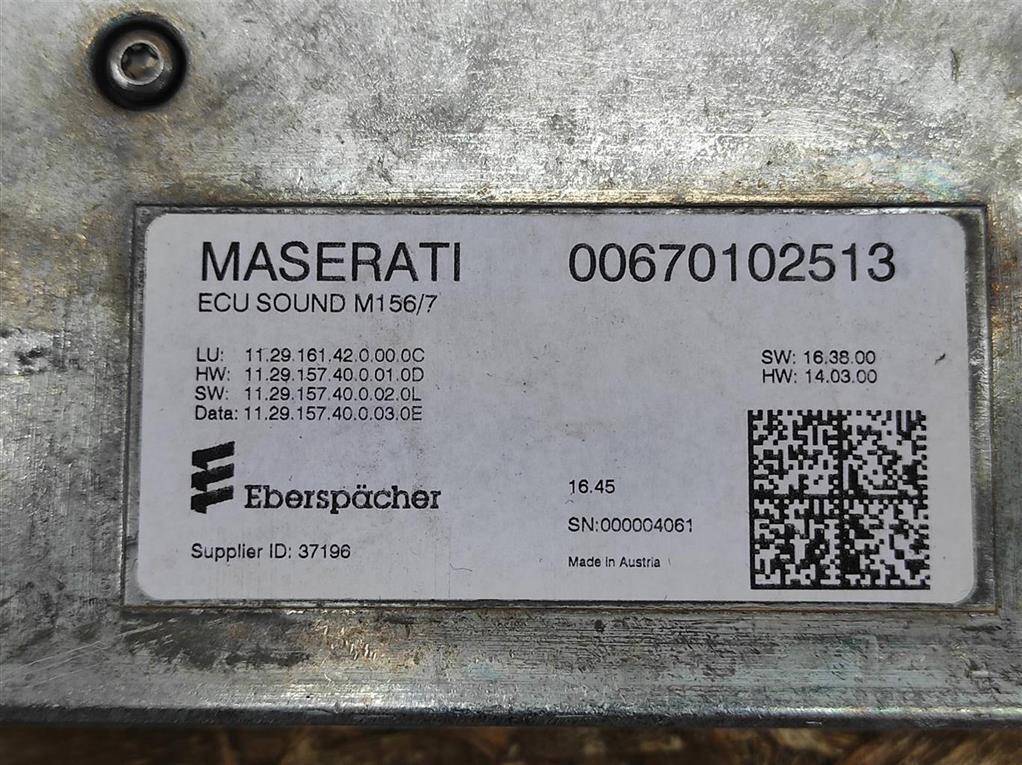 MASERATI 00670102513
ECU SOUND M156/7
LU: 11.29.161.42.0.00.0C
HW: 11.29.157.40.0.01.0D
SW: 11.29.157.40.0.02.0L
Data: 11.29.157.40.0.03.0E
SW: 16.38.00
HW: 14.03.00
Eberspächer
Supplier ID: 37196
16.45
SN:000004061
Made in Austria